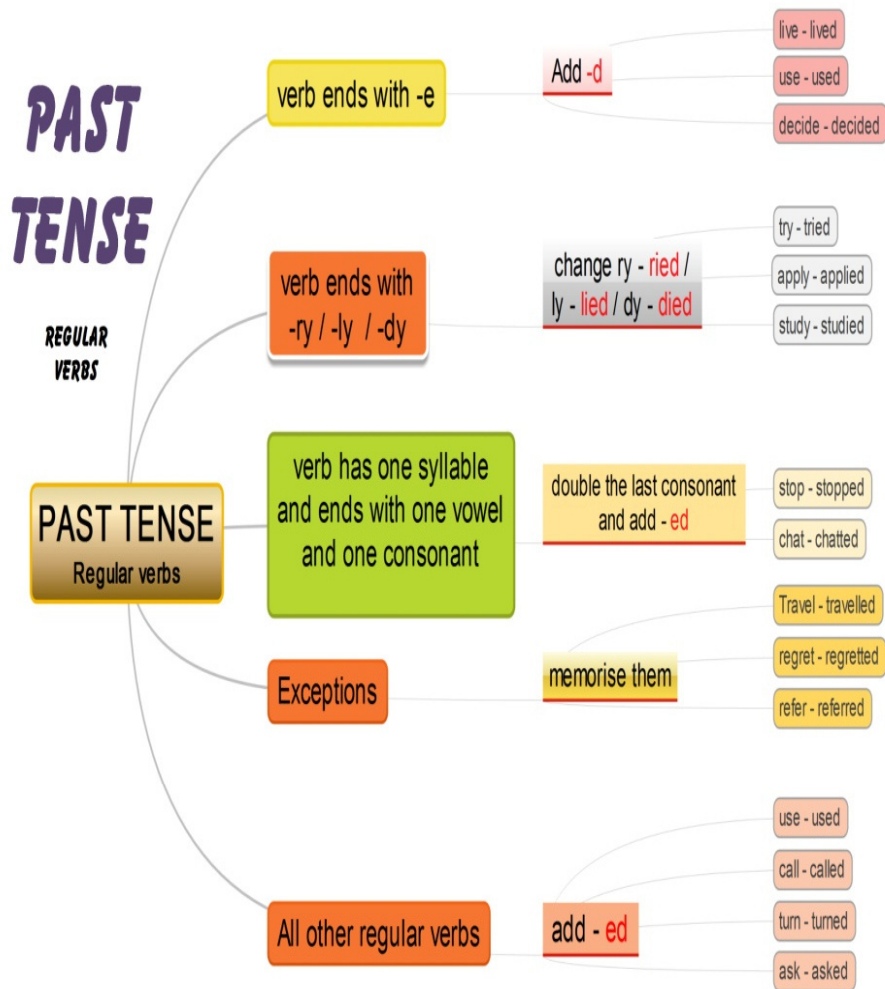 PAST
TENSE
REGULAR
VERBS
PAST TENSE
Regular verbs
verb ends with -e
Add -d
live - lived
use - used
decide - decided
verb ends with
-ry / -ly / -dy
change ry - ried /
ly - lied / dy - died
try - tried
apply - applied
study - studied
verb has one syllable
and ends with one vowel
and one consonant
double the last consonant
and add - ed
stop - stopped
chat - chatted
Exceptions
memorise them
Travel - travelled
regret - regretted
refer - referred
All other regular verbs
add - ed
use - used
call - called
turn - turned
ask - asked